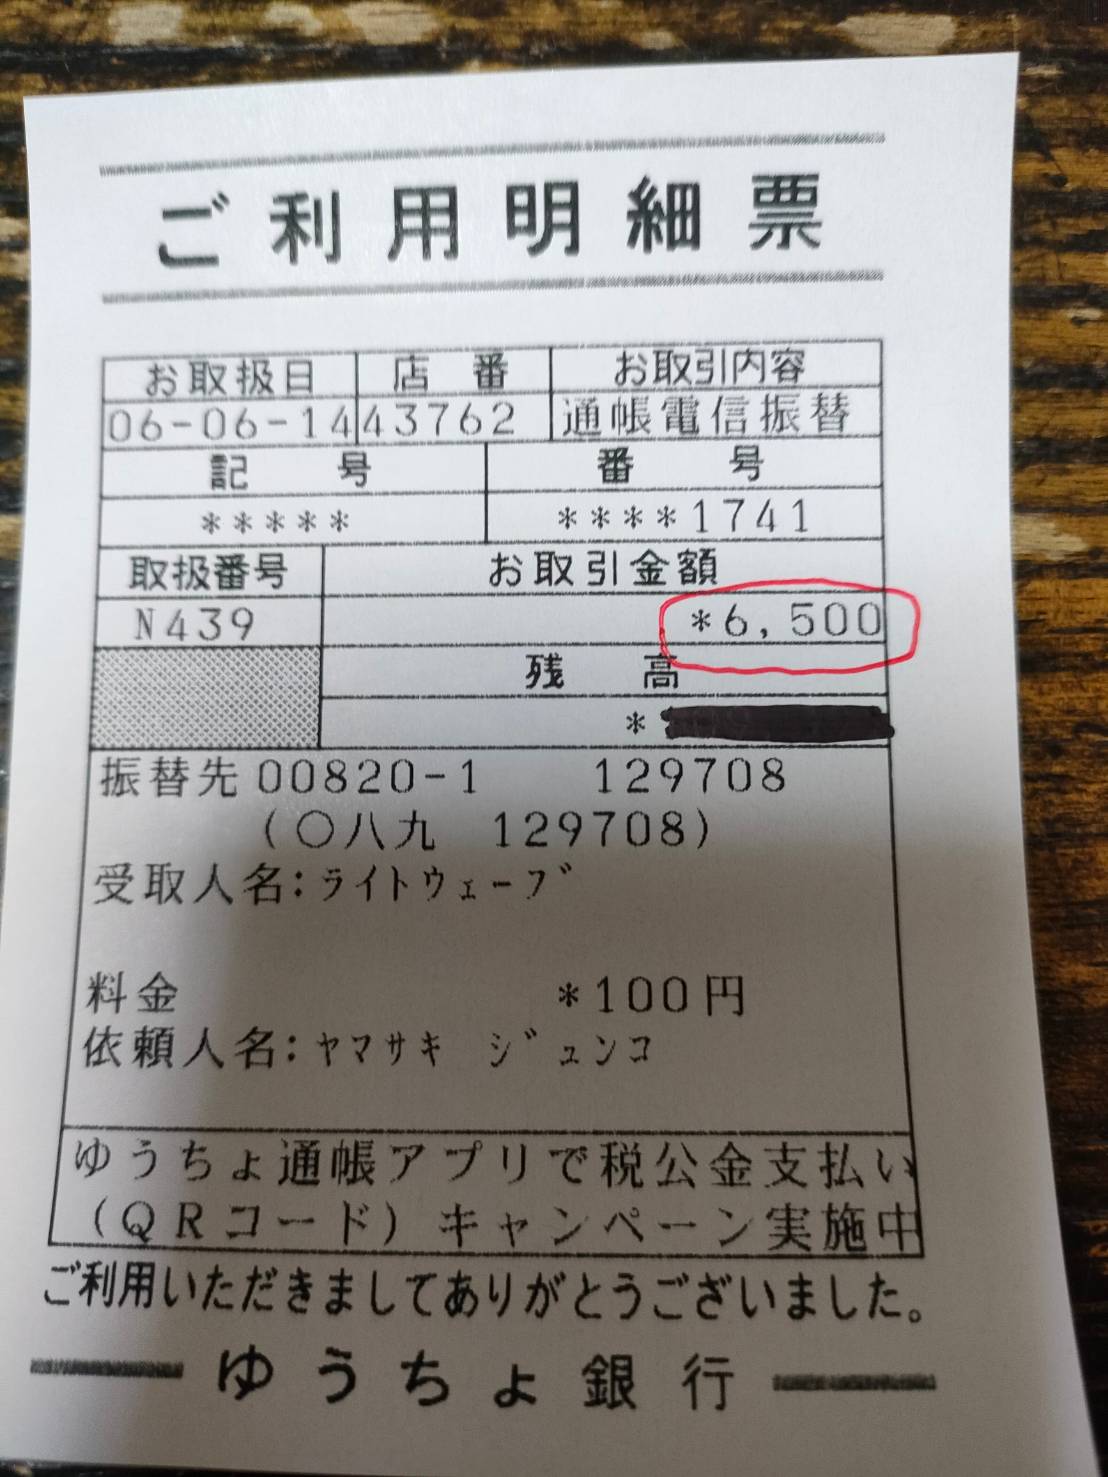 ご利用明細票
お取扱日 店番 お取引内容
06-06-14 43762 通帳電信振替
記号 番号
***** ****1741
取扱番号 お取引金額
N439 *6,500
残高
*
振替先 00820-1 129708
(〇八九 129708)
受取人名:ライトウェーブ
料金 *100円
依頼人名:ヤマサキ ジュンコ
ゆうちょ通帳アプリで税公金支払い
(QRコード)キャンペーン実施中
ご利用いただきましてありがとうございました。
ゆうちょ銀行